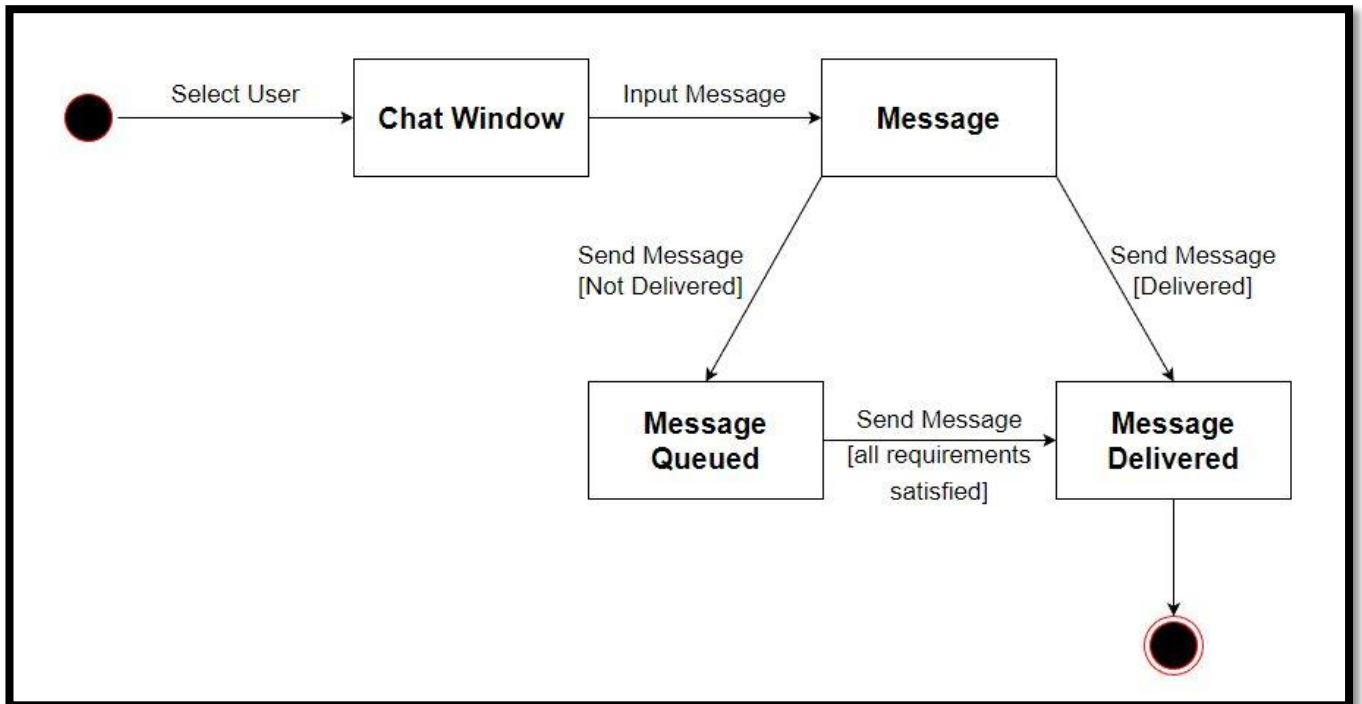 Select User
Chat Window
Input Message
Message
Send Message
[Not Delivered]
Send Message
[Delivered]
Message
Queued
Send Message
[all requirements
satisfied]
Message
Delivered